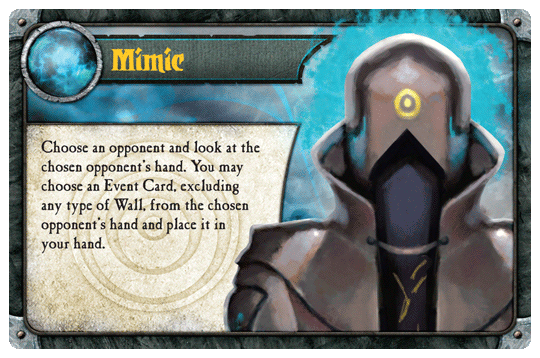 Mimic
Choose an opponent and look at the
chosen opponent's hand. You may
choose an Event Card, excluding
any type of Wall, from the chosen
opponent's hand and place it in
your hand.